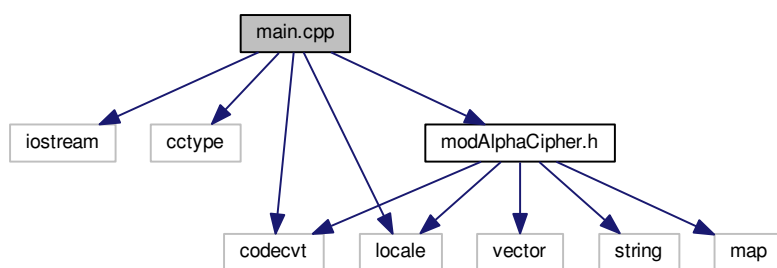 main.cpp
iostream
cctype
modAlphaCipher.h
codecvt
locale
vector
string
map